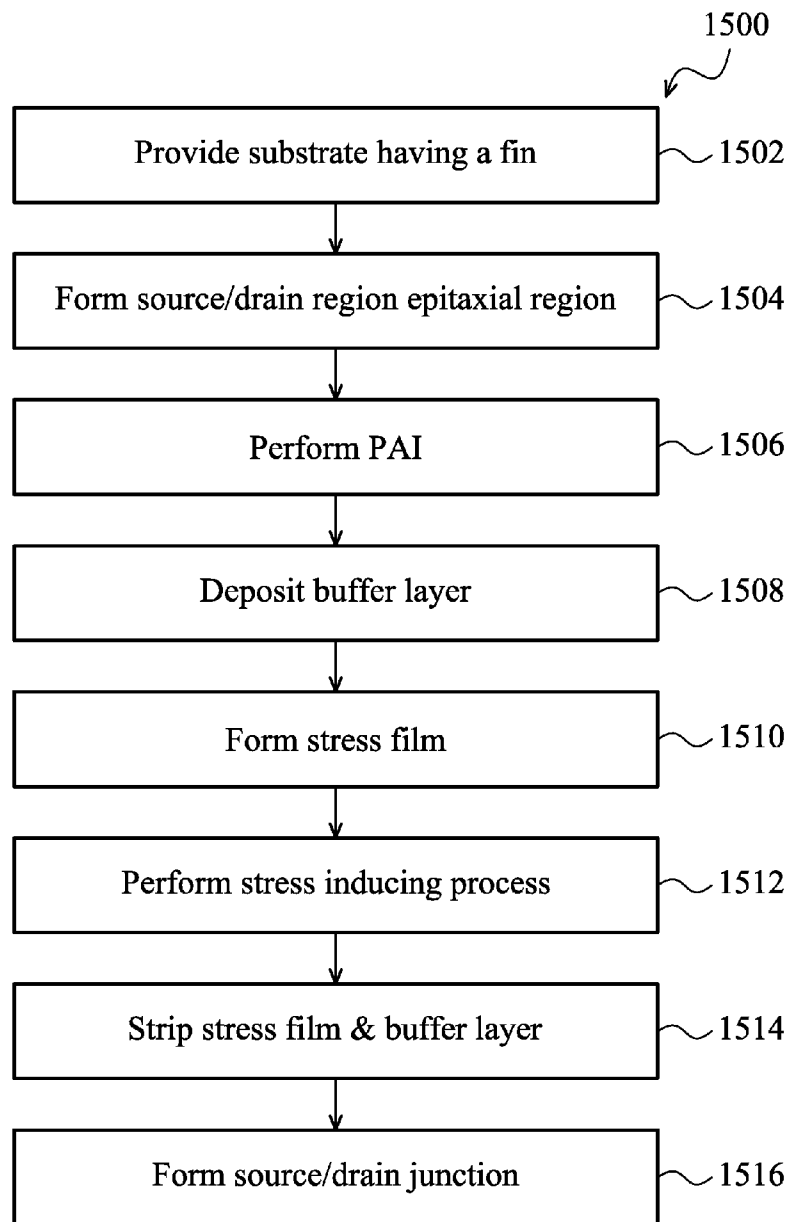 1500
Provide substrate having a fin 1502
Form source/drain region epitaxial region 1504
Perform PAI 1506
Deposit buffer layer 1508
Form stress film 1510
Perform stress inducing process 1512
Strip stress film & buffer layer 1514
Form source/drain junction 1516